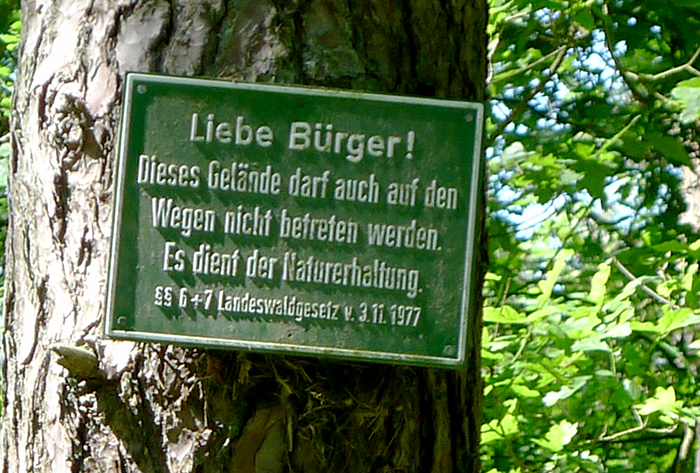 Liebe Bürger!
Dieses Gelände darf auch auf den
Wegen nicht betreten werden.
Es dient der Naturerhaltung.
§§ 6+7 Landeswaldgesetz v. 3.11.1977